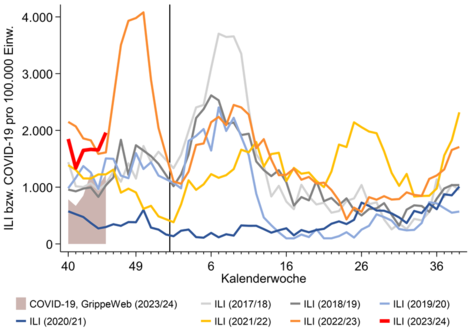 ILI bzw. COVID-19 pro 100.000 Einw.
4.000
3.000
2.000
1.000
0
40 49 6 16 26 36
Kalenderwoche
COVID-19, GrippeWeb (2023/24) ILI (2017/18) ILI (2018/19) ILI (2019/20)
ILI (2020/21) ILI (2021/22) ILI (2022/23) ILI (2023/24)